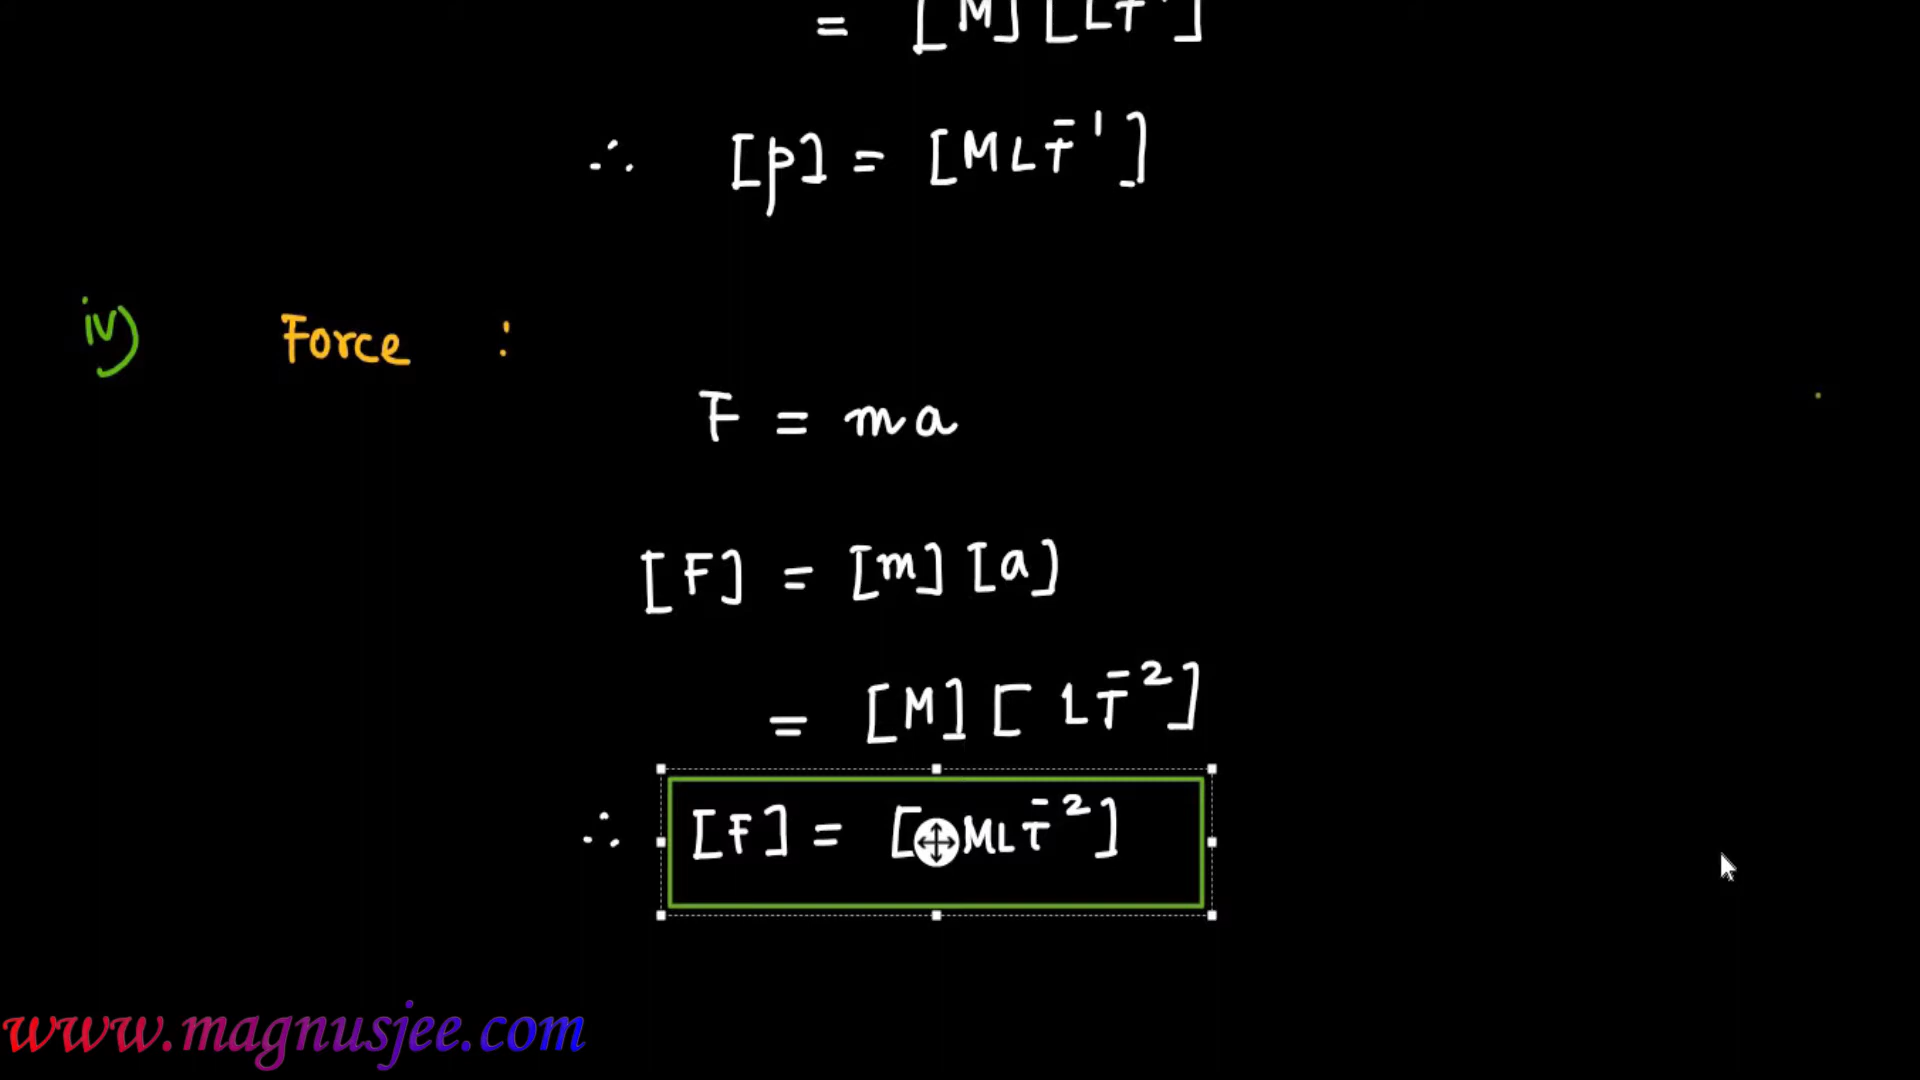 = [M] [LT⁻¹]
∴ [p] = [MLT⁻¹]
iv) Force :
F = ma
[F] = [m] [a]
= [M] [LT⁻²]
∴ [F] = [MLT⁻²]
www.magnusjee.com